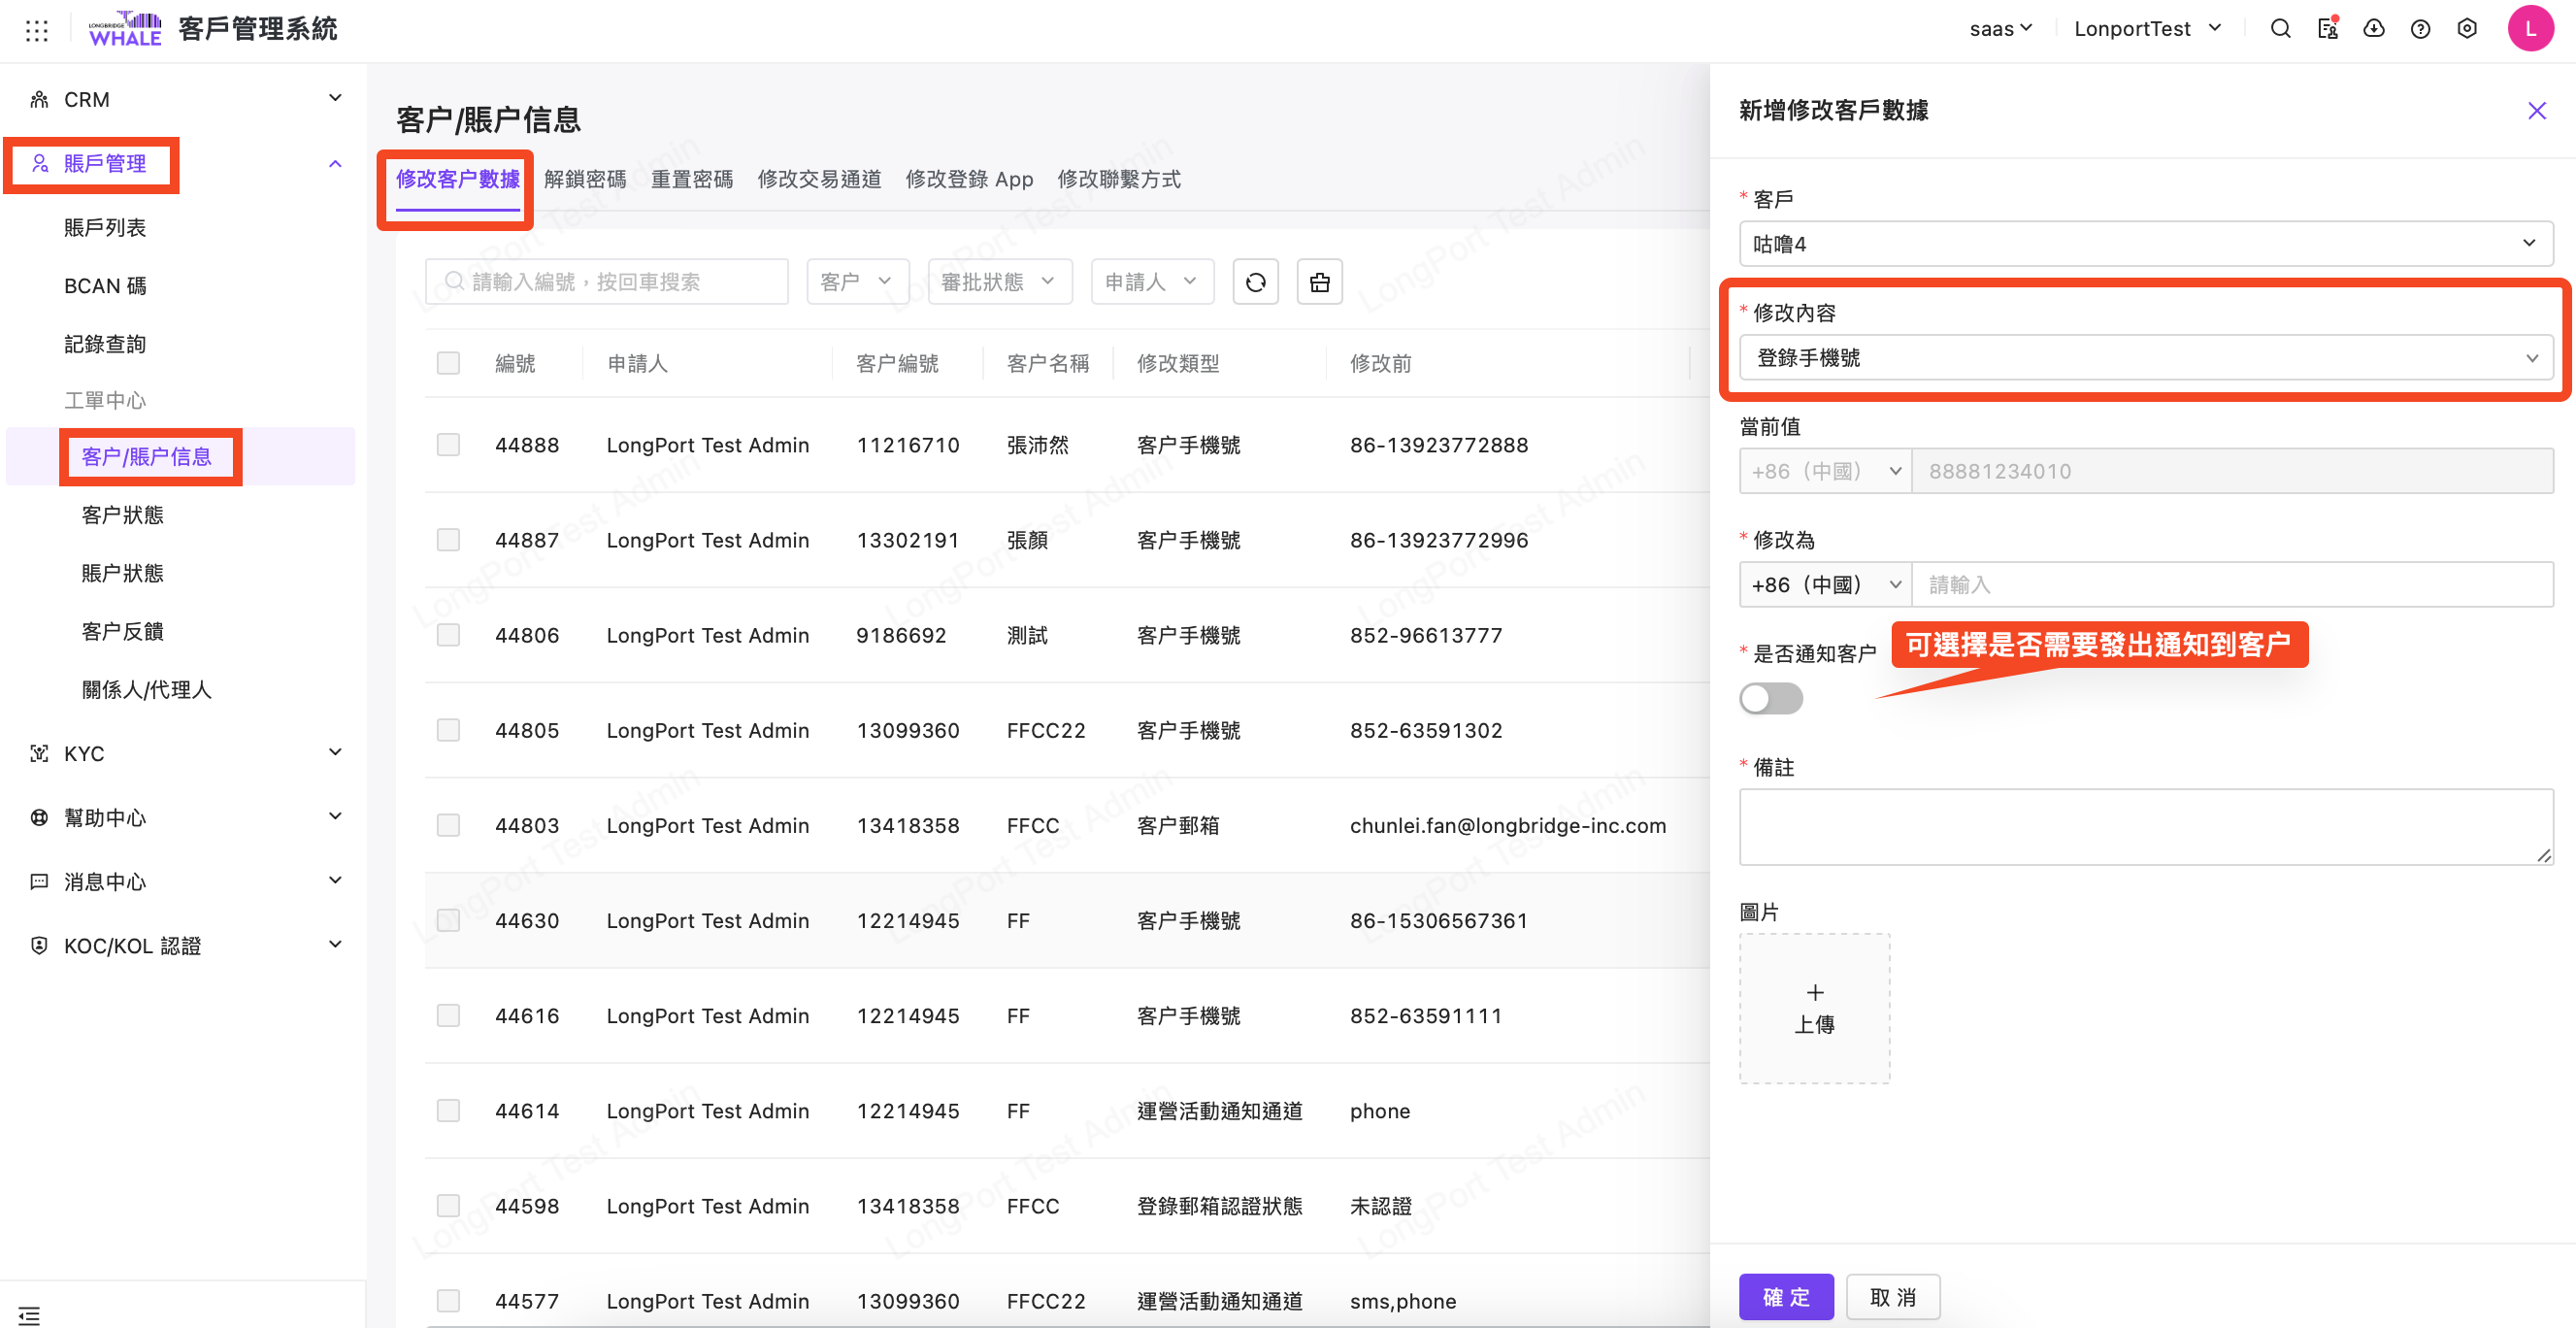 LONGBRIDGE
WHALE
客戶管理系統
saas
LonportTest
L
CRM
賬戶管理
賬戶列表
BCAN 碼
記錄查詢
工單中心
客户/賬户信息
客户狀態
賬户狀態
客户反饋
關係人/代理人
KYC
幫助中心
消息中心
KOC/KOL 認證
客户/賬户信息
修改客户數據 解鎖密碼 重置密碼 修改交易通道 修改登錄 App 修改聯繫方式
請輸入編號，按回車搜索 客户 審批狀態 申請人
編號 申請人 客户編號 客户名稱 修改類型 修改前
44888 LongPort Test Admin 11216710 張沛然 客户手機號 86-13923772888
44887 LongPort Test Admin 13302191 張顏 客户手機號 86-13923772996
44806 LongPort Test Admin 9186692 測試 客户手機號 852-96613777
44805 LongPort Test Admin 13099360 FFCC22 客户手機號 852-63591302
44803 LongPort Test Admin 13418358 FFCC 客户郵箱 chunlei.fan@longbridge-inc.com
44630 LongPort Test Admin 12214945 FF 客户手機號 86-15306567361
44616 LongPort Test Admin 12214945 FF 客户手機號 852-63591111
44614 LongPort Test Admin 12214945 FF 運營活動通知通道 phone
44598 LongPort Test Admin 13418358 FFCC 登錄郵箱認證狀態 未認證
44577 LongPort Test Admin 13099360 FFCC22 運營活動通知通道 sms,phone
新增修改客戶數據
* 客戶
咕嚕4
* 修改內容
登錄手機號
當前值
+86（中國） 88881234010
* 修改為
+86（中國） 請輸入
* 是否通知客户
可選擇是否需要發出通知到客户
* 備註
圖片
上傳
確 定 取 消
LongPort Test Admin